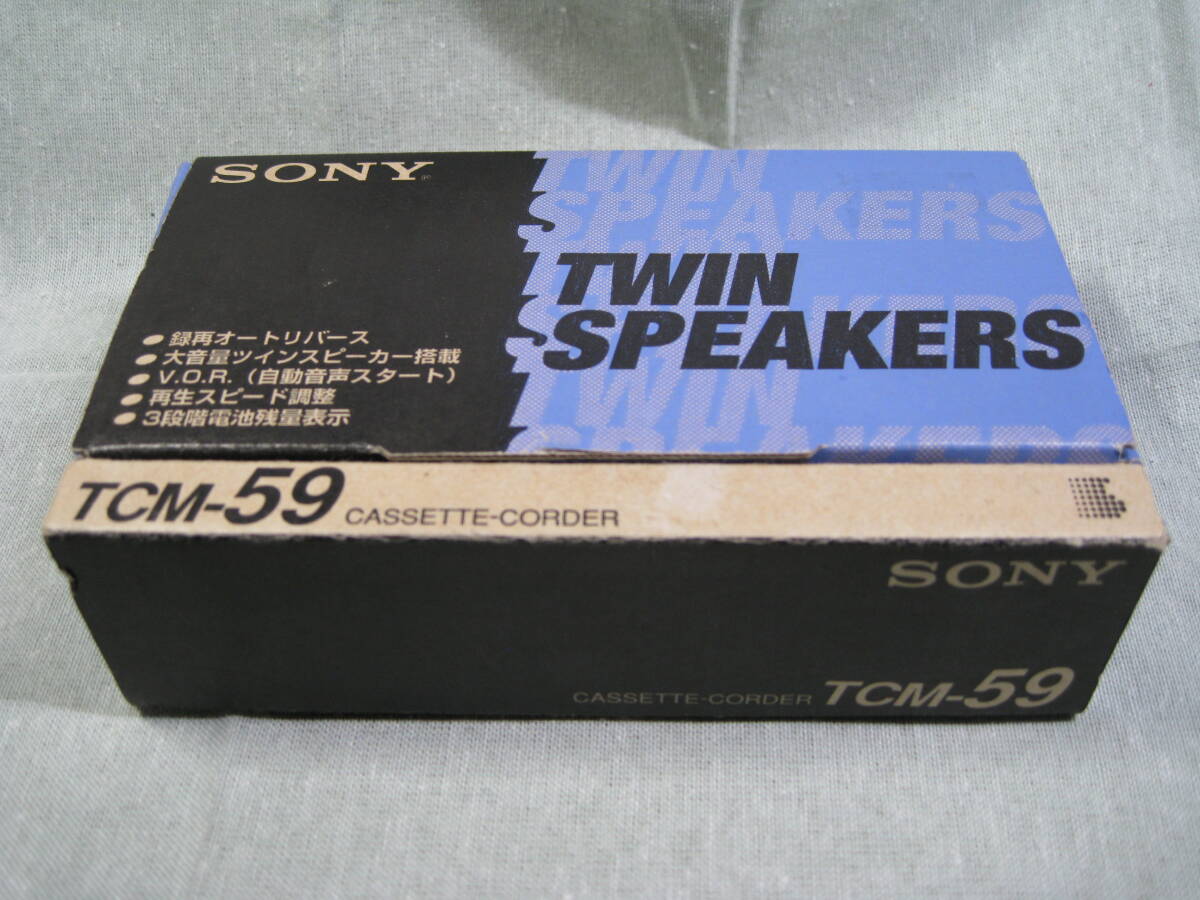 SONY®
TWIN
SPEAKERS
TWIN
SPEAKERS
TWIN
SPEAKERS
● 録再オートリバース
● 大音量ツインスピーカー搭載
● V.O.R.（自動音声スタート）
● 再生スピード調整
● 3段階電池残量表示
TCM-59 CASSETTE-CORDER
SONY
CASSETTE-CORDER TCM-59